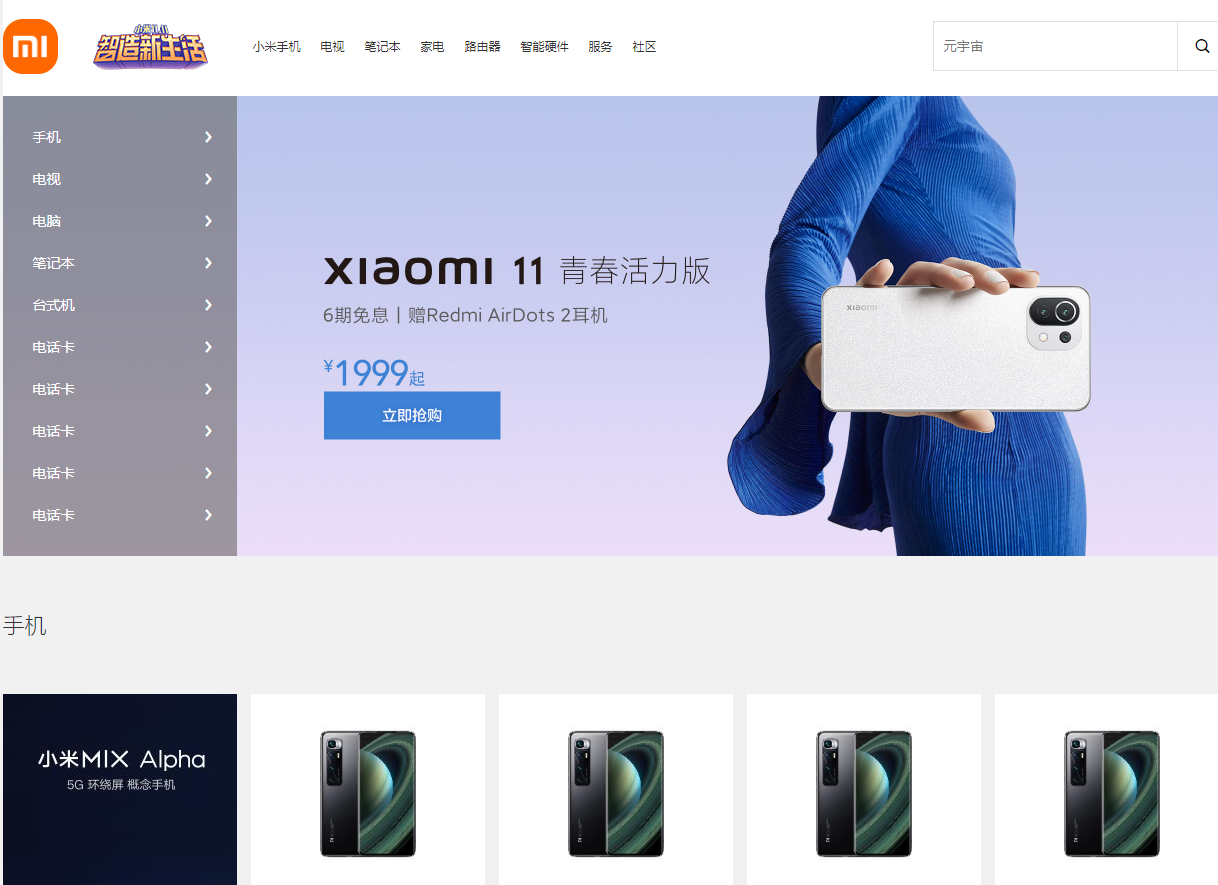 小米11.11
智造新生活
小米手机 电视 笔记本 家电 路由器 智能硬件 服务 社区
元宇宙
手机
电视
电脑
笔记本
台式机
电话卡
电话卡
电话卡
电话卡
电话卡
xiaomi 11 青春活力版
6期免息丨赠Redmi AirDots 2耳机
¥1999起
立即抢购
xiaomi
手机
小米MIX Alpha
5G 环绕屏 概念手机